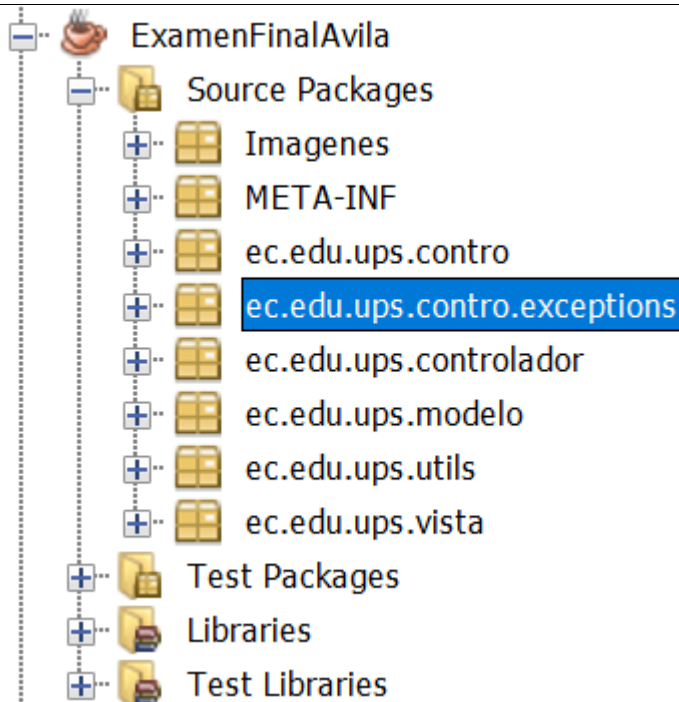 ExamenFinalAvila
Source Packages
Imagenes
META-INF
ec.edu.ups.contro
ec.edu.ups.contro.exceptions
ec.edu.ups.controlador
ec.edu.ups.modelo
ec.edu.ups.utils
ec.edu.ups.vista
Test Packages
Libraries
Test Libraries